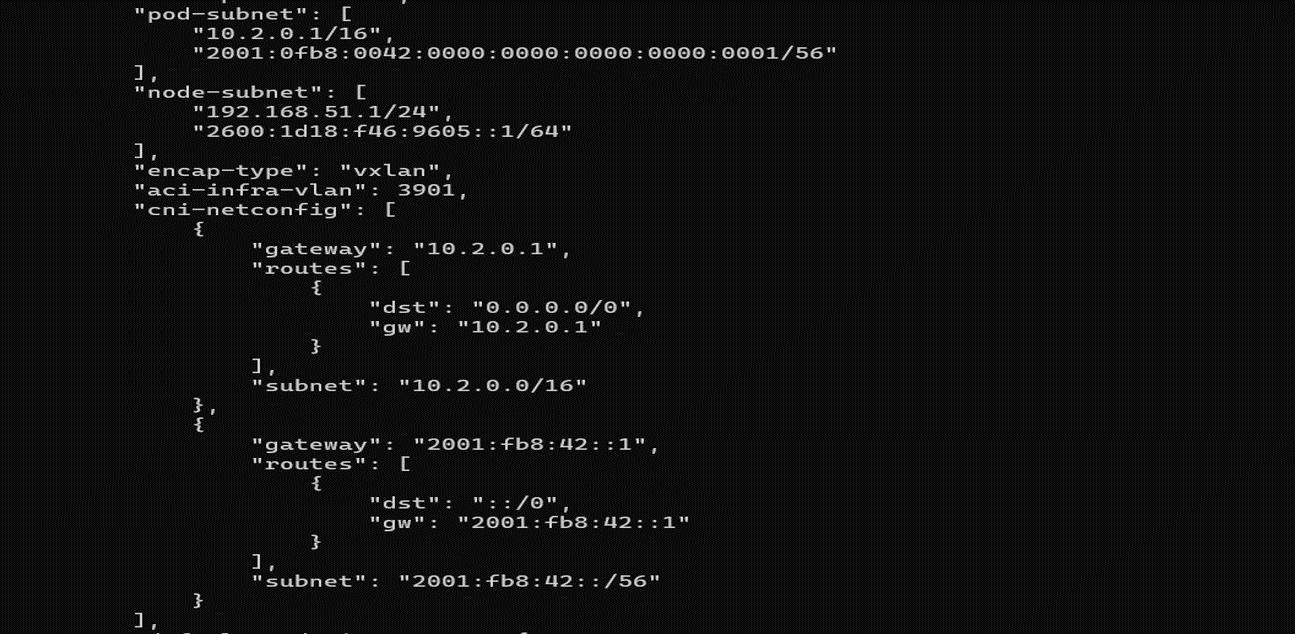 "pod-subnet": [
"10.2.0.1/16",
"2001:0fb8:0042:0000:0000:0000:0000:0001/56"
],
"node-subnet": [
"192.168.51.1/24",
"2600:1d18:f46:9605::1/64"
],
"encap-type": "vxlan",
"aci-infra-vlan": 3901,
"cni-netconfig": [
{
"gateway": "10.2.0.1",
"routes": [
{
"dst": "0.0.0.0/0",
"gw": "10.2.0.1"
}
],
"subnet": "10.2.0.0/16"
},
{
"gateway": "2001:fb8:42::1",
"routes": [
{
"dst": "::/0",
"gw": "2001:fb8:42::1"
}
],
"subnet": "2001:fb8:42::/56"
}
],